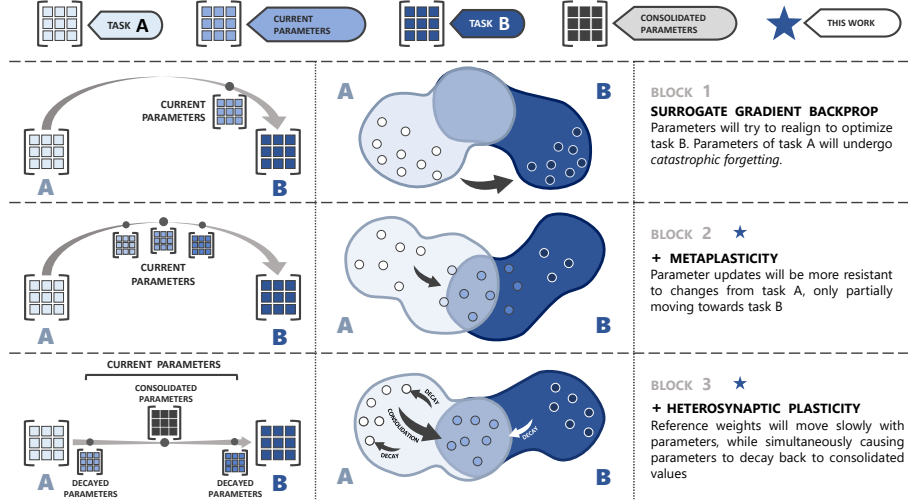 TASK A
CURRENT
PARAMETERS
TASK B
CONSOLIDATED
PARAMETERS
THIS WORK
CURRENT
PARAMETERS
A
B
A
B
BLOCK 1
SURROGATE GRADIENT BACKPROP
Parameters will try to realign to optimize
task B. Parameters of task A will undergo
catastrophic forgetting.
CURRENT
PARAMETERS
A
B
A
B
BLOCK 2
+ METAPLASTICITY
Parameter updates will be more resistant
to changes from task A, only partially
moving towards task B
CURRENT PARAMETERS
CONSOLIDATED
PARAMETERS
A
DECAYED
PARAMETERS
DECAYED
PARAMETERS
B
DECAY
CONSOLIDATION
DECAY
DECAY
A
B
BLOCK 3
+ HETEROSYNAPTIC PLASTICITY
Reference weights will move slowly with
parameters, while simultaneously causing
parameters to decay back to consolidated
values